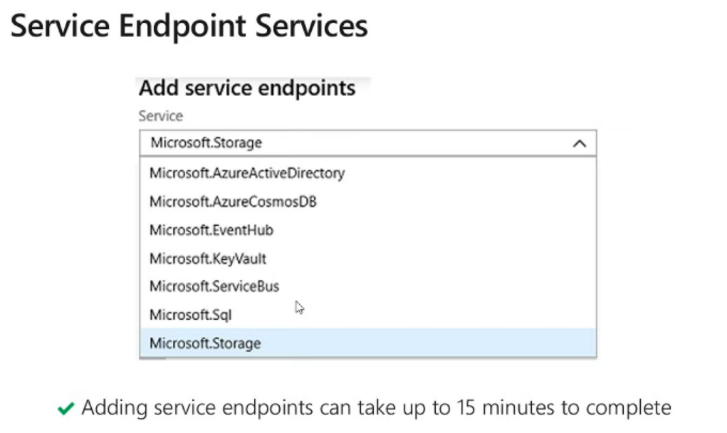 Service Endpoint Services
Add service endpoints
Service
Microsoft.Storage
Microsoft.AzureActiveDirectory
Microsoft.AzureCosmosDB
Microsoft.EventHub
Microsoft.KeyVault
Microsoft.ServiceBus
Microsoft.Sql
Microsoft.Storage
✔ Adding service endpoints can take up to 15 minutes to complete